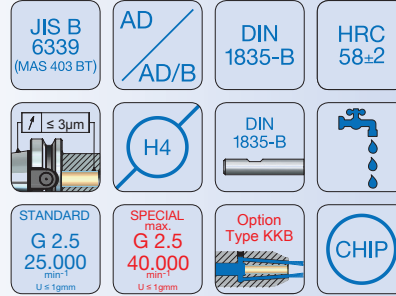 JIS B
6339
(MAS 403 BT)
AD
AD/B
DIN
1835-B
HRC
58±2
↗ ≤ 3µm
H4
DIN
1835-B
STANDARD
G 2.5
25.000
min⁻¹
U ≤ 1gmm
SPECIAL
max.
G 2.5
40.000
min⁻¹
U ≤ 1gmm
Option
Type KKB
CHIP